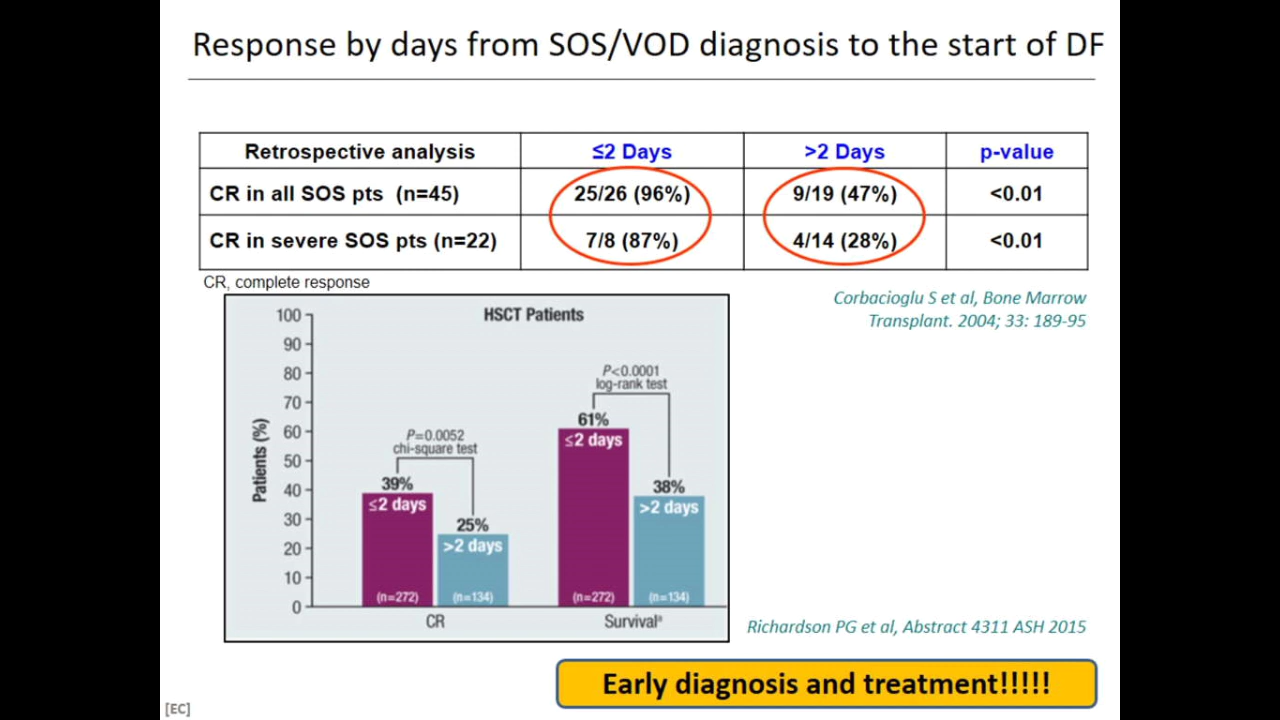 Response by days from SOS/VOD diagnosis to the start of DF
Retrospective analysis ≤2 Days >2 Days p-value
CR in all SOS pts (n=45) 25/26 (96%) 9/19 (47%) <0.01
CR in severe SOS pts (n=22) 7/8 (87%) 4/14 (28%) <0.01
CR, complete response
Corbacioglu S et al, Bone Marrow
Transplant. 2004; 33: 189-95
HSCT Patients
Patients (%)
100
90
80
70
60
50
40
30
20
10
0
P=0.0052
chi-square test
39%
≤2 days
(n=272)
25%
>2 days
(n=134)
CR
P<0.0001
log-rank test
61%
≤2 days
(n=272)
38%
>2 days
(n=134)
Survivalª
Richardson PG et al, Abstract 4311 ASH 2015
Early diagnosis and treatment!!!!!
[EC]